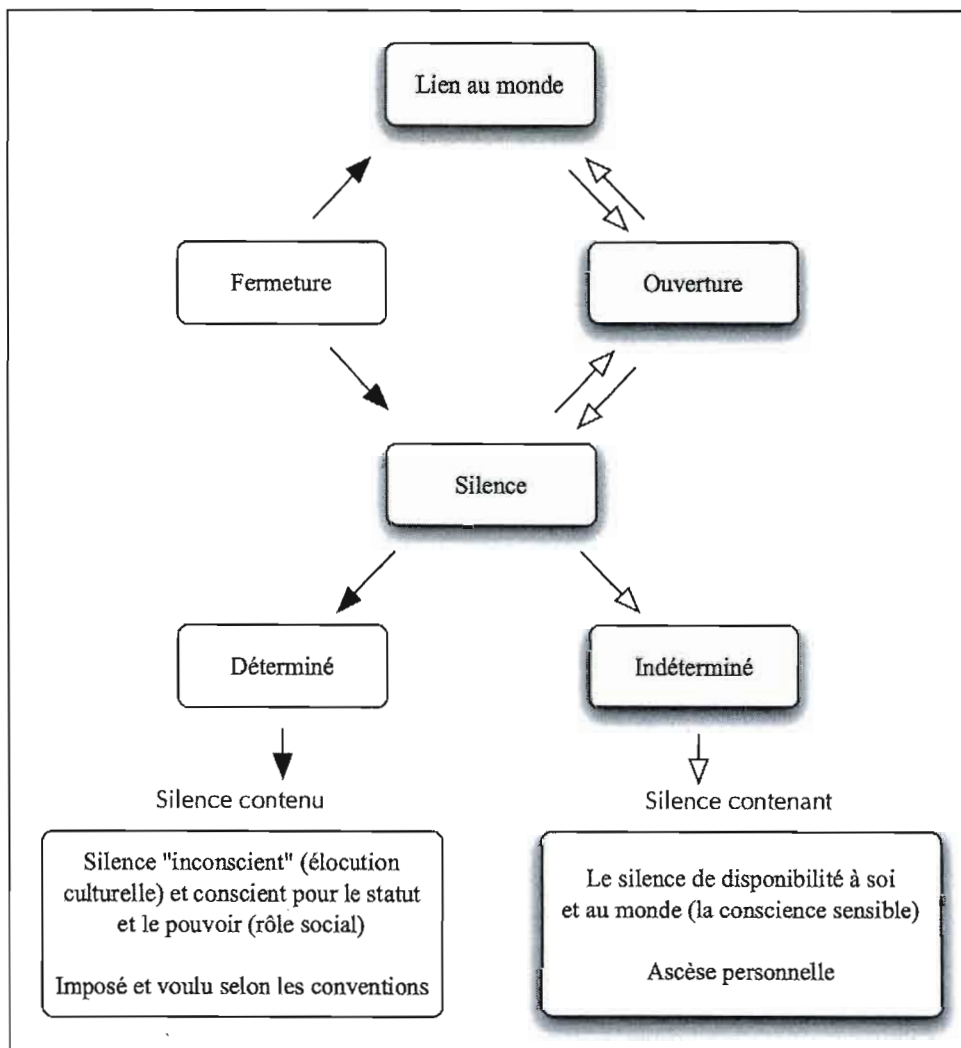 Lien au monde
Fermeture
Ouverture
Silence
Déterminé
Indéterminé
Silence contenu
Silence contenant
Silence "inconscient" (élocution
culturelle) et conscient pour le statut
et le pouvoir (rôle social)
Imposé et voulu selon les conventions
Le silence de disponibilité à soi
et au monde (la conscience sensible)
Ascèse personnelle